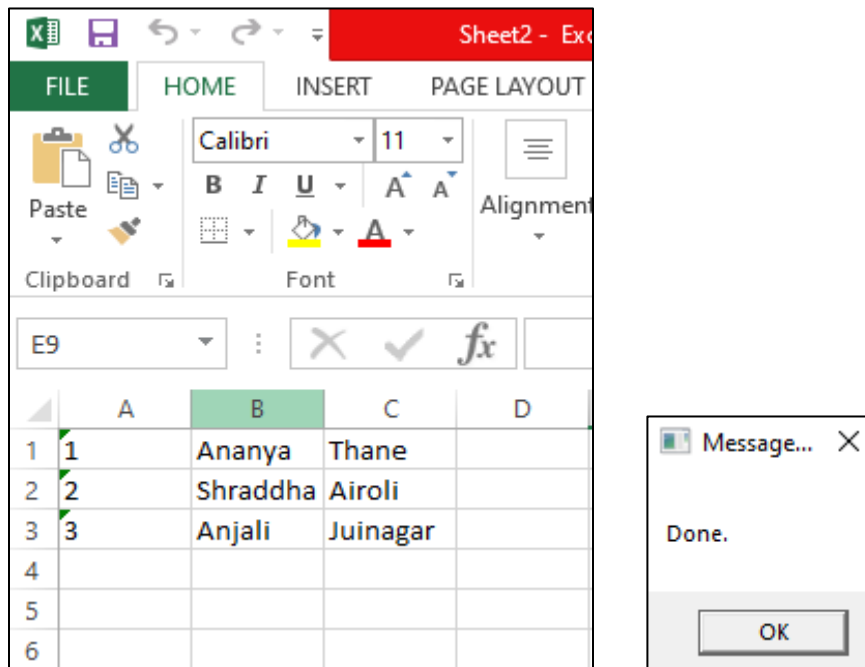 Sheet2 - Exc
FILE HOME INSERT PAGE LAYOUT
Calibri 11
B I U A A
Paste
Alignment
A
Clipboard Font
E9 fx
A B C D
1 1 Ananya Thane
2 2 Shraddha Airoli
3 3 Anjali Juinagar
4
5
6
Message...
Done.
OK